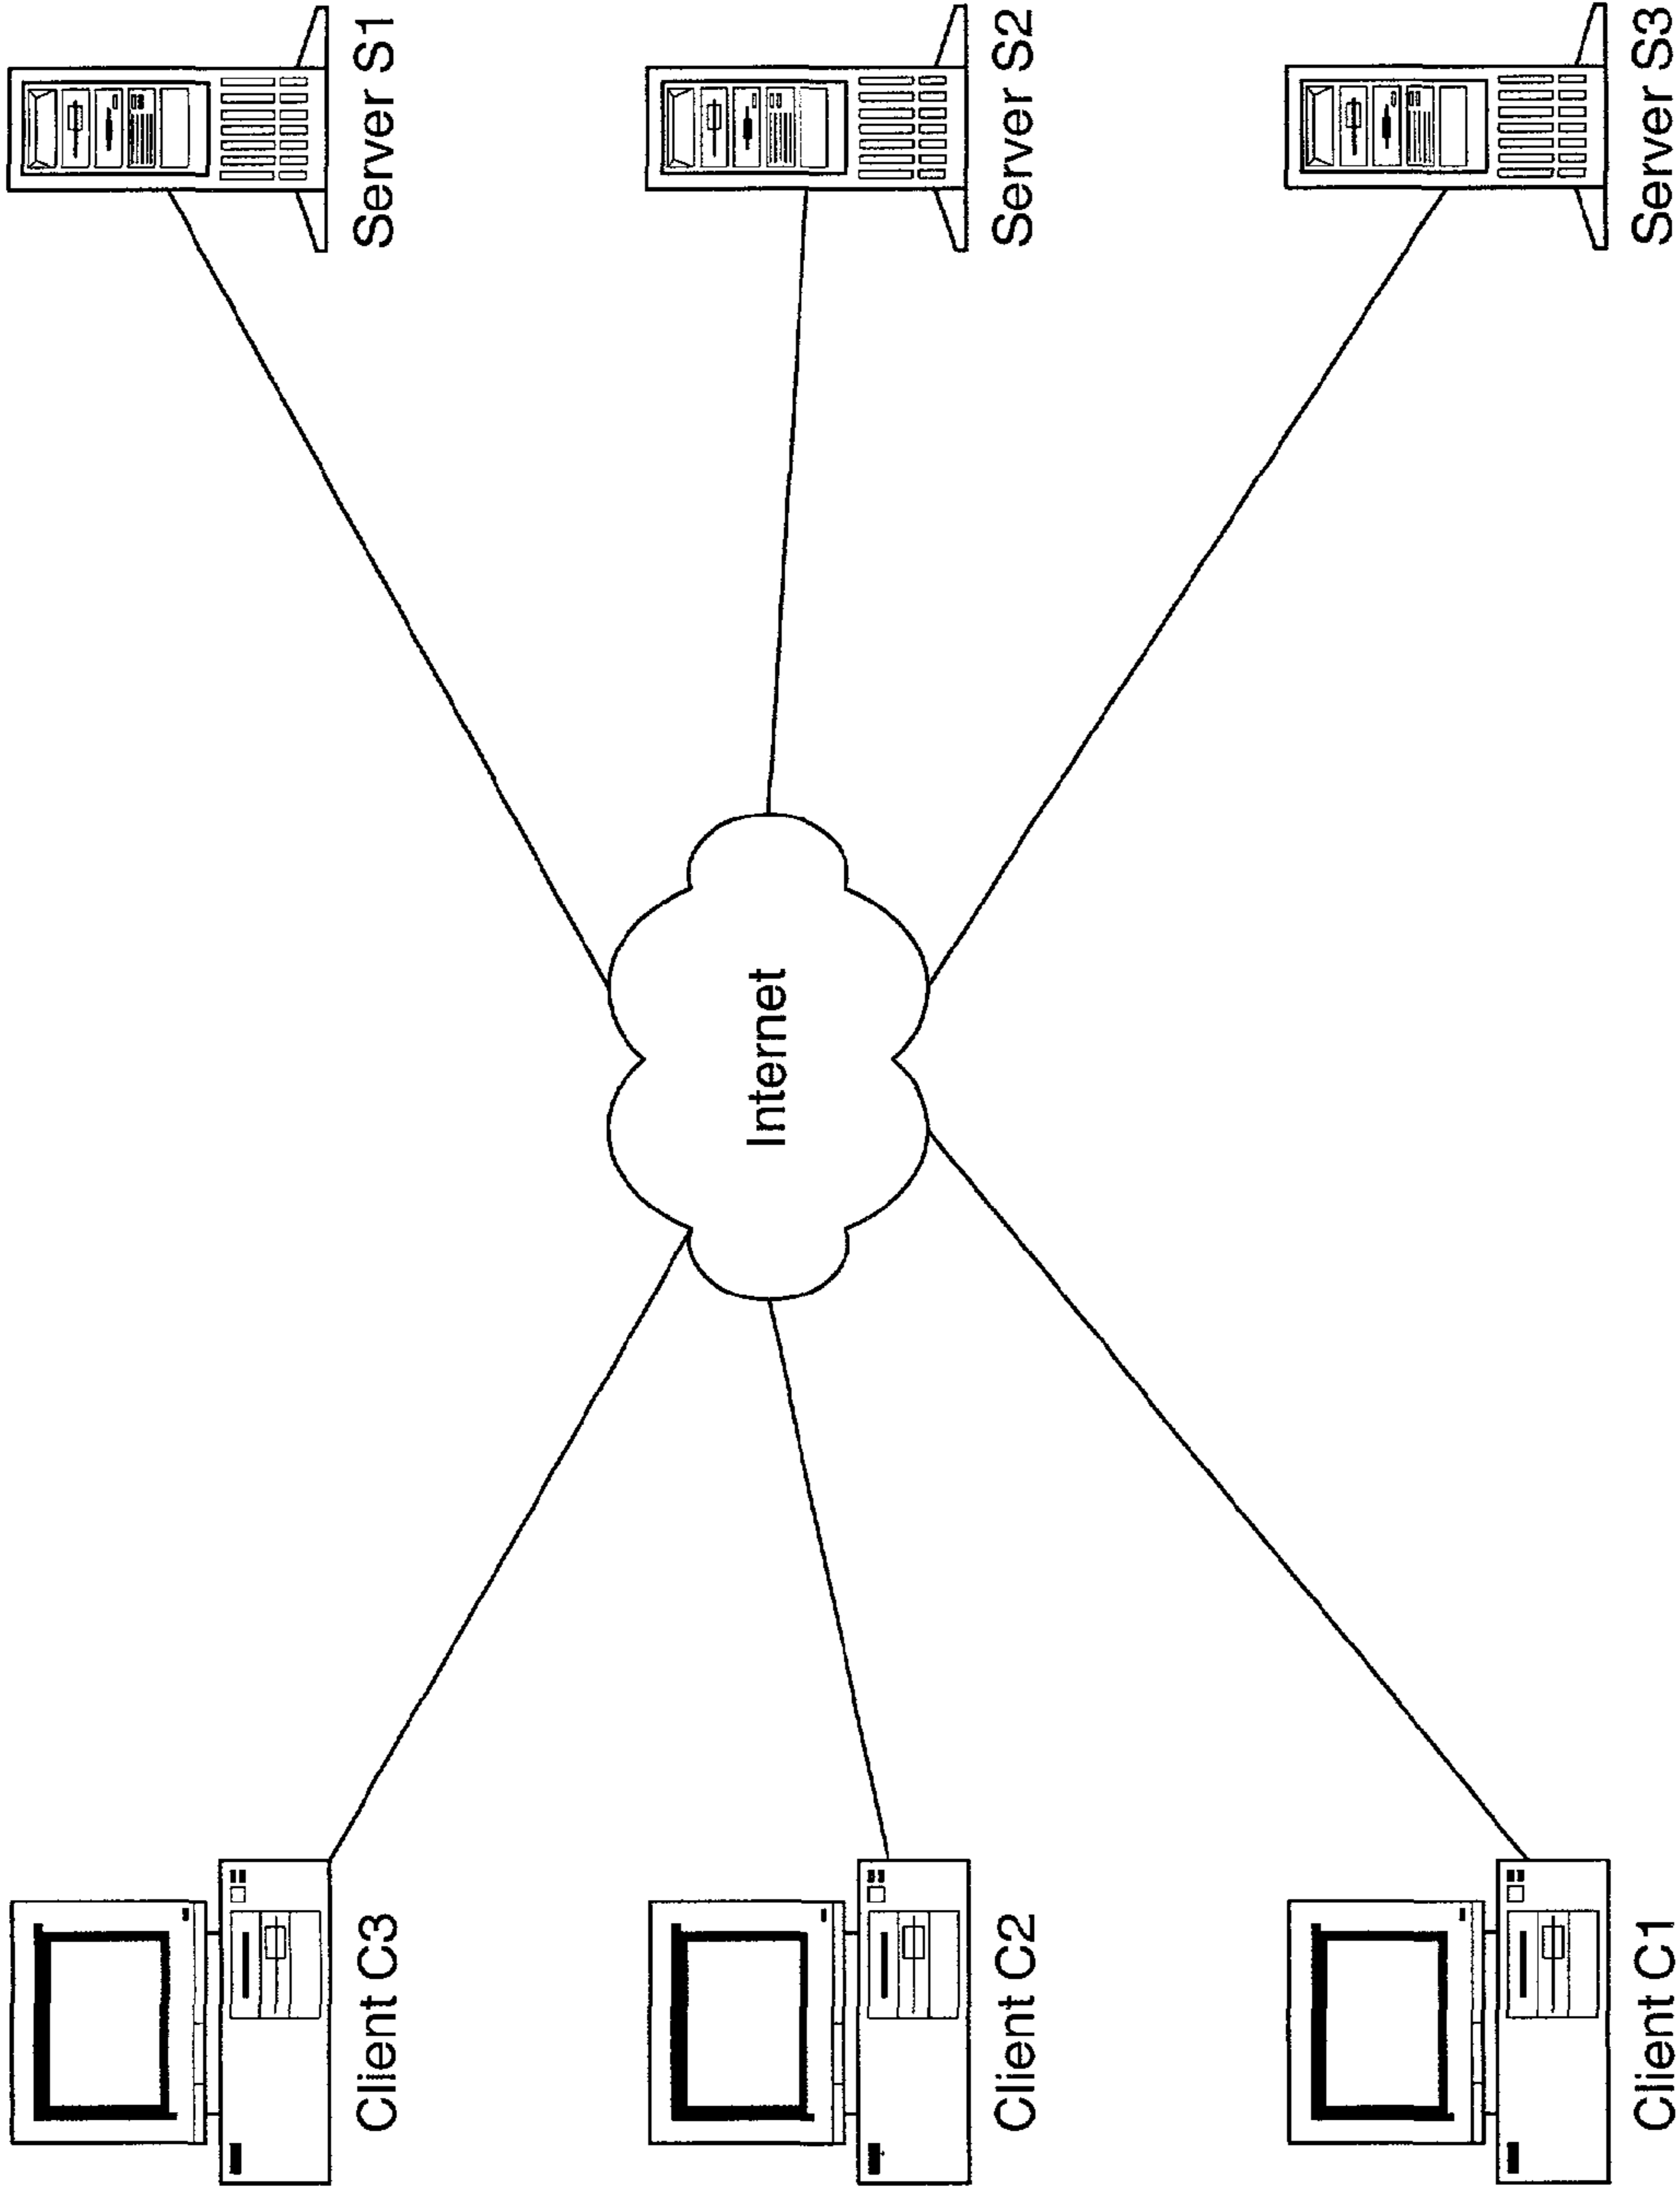 Client C3
Server S1
Internet
Client C2
Server S2
Client C1
Server S3